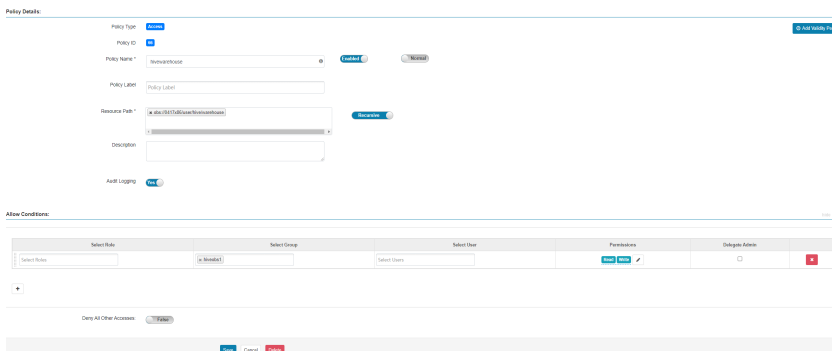 Policy Details:
Policy Type Access
Add Validity Pe
Policy ID
Policy Name * hivewarehouse Enabled Normal
Policy Label Policy Label
Resource Path *
Recursive
Description
Audit Logging Yes
Allow Conditions:
Select Role Select Group Select User Permissions Delegate Admin
Select Roles Select Users Read Write
+
Deny All Other Accesses: False
Save Cancel Delete